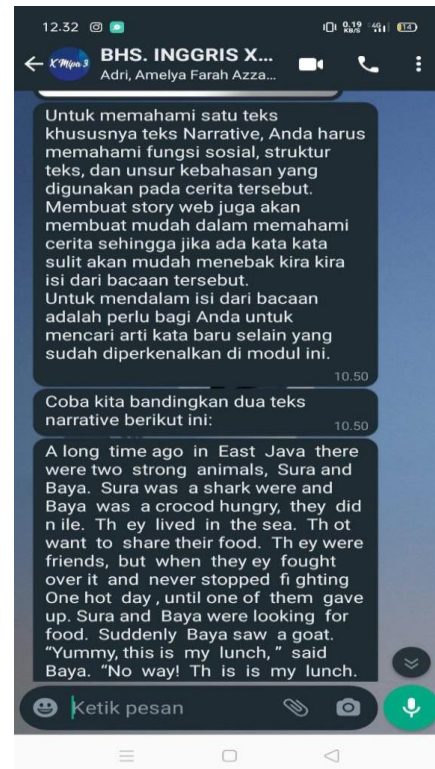 12.32
0.19 KB/S 4G 14
X Mipa 3
BHS. INGGRIS X...
Adri, Amelya Farah Azza...
Untuk memahami satu teks
khususnya teks Narrative, Anda harus
memahami fungsi sosial, struktur
teks, dan unsur kebahasan yang
digunakan pada cerita tersebut.
Membuat story web juga akan
membuat mudah dalam memahami
cerita sehingga jika ada kata kata
sulit akan mudah menebak kira kira
isi dari bacaan tersebut.
Untuk mendalam isi dari bacaan
adalah perlu bagi Anda untuk
mencari arti kata baru selain yang
sudah diperkenalkan di modul ini.
10.50
Coba kita bandingkan dua teks
narrative berikut ini:
10.50
A long time ago in East Java there
were two strong animals, Sura and
Baya. Sura was a shark were and
Baya was a crocod hungry, they did
n ile. Th ey lived in the sea. Th ot
want to share their food. Th ey were
friends, but when they ey fought
over it and never stopped fi ghting
One hot day , until one of them gave
up. Sura and Baya were looking for
food. Suddenly Baya saw a goat.
“Yummy, this is my lunch, ” said
Baya. “No way! Th is is my lunch.
Ketik pesan